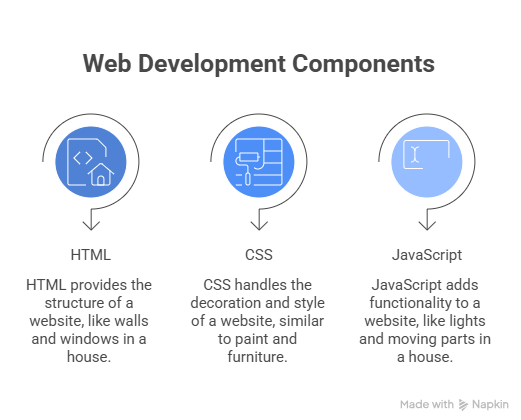 Web Development Components
HTML
HTML provides the
structure of a
website, like walls
and windows in a
house.
CSS
CSS handles the
decoration and style
of a website, similar
to paint and
furniture.
JavaScript
JavaScript adds
functionality to a
website, like lights
and moving parts in
a house.
Made with Napkin